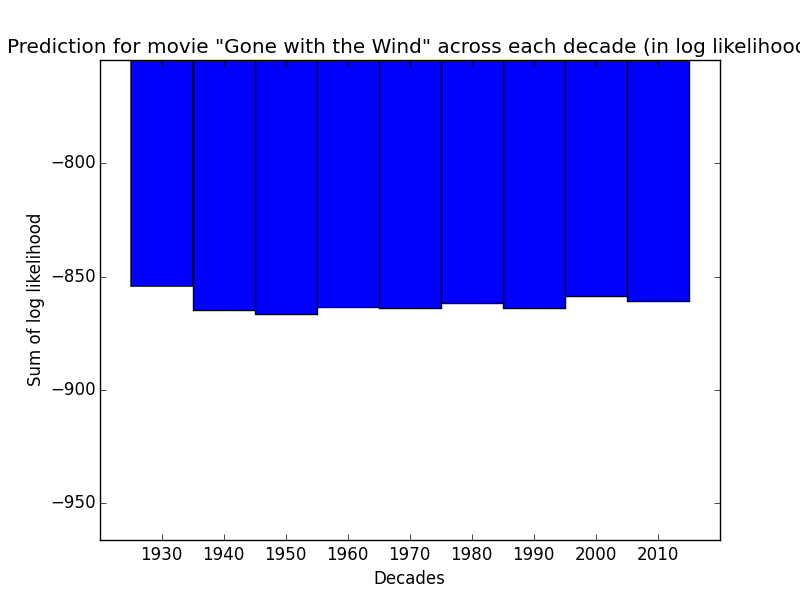 Prediction for movie "Gone with the Wind" across each decade (in log likelihood
−800
−850
−900
−950
Sum of log likelihood
1930 1940 1950 1960 1970 1980 1990 2000 2010
Decades